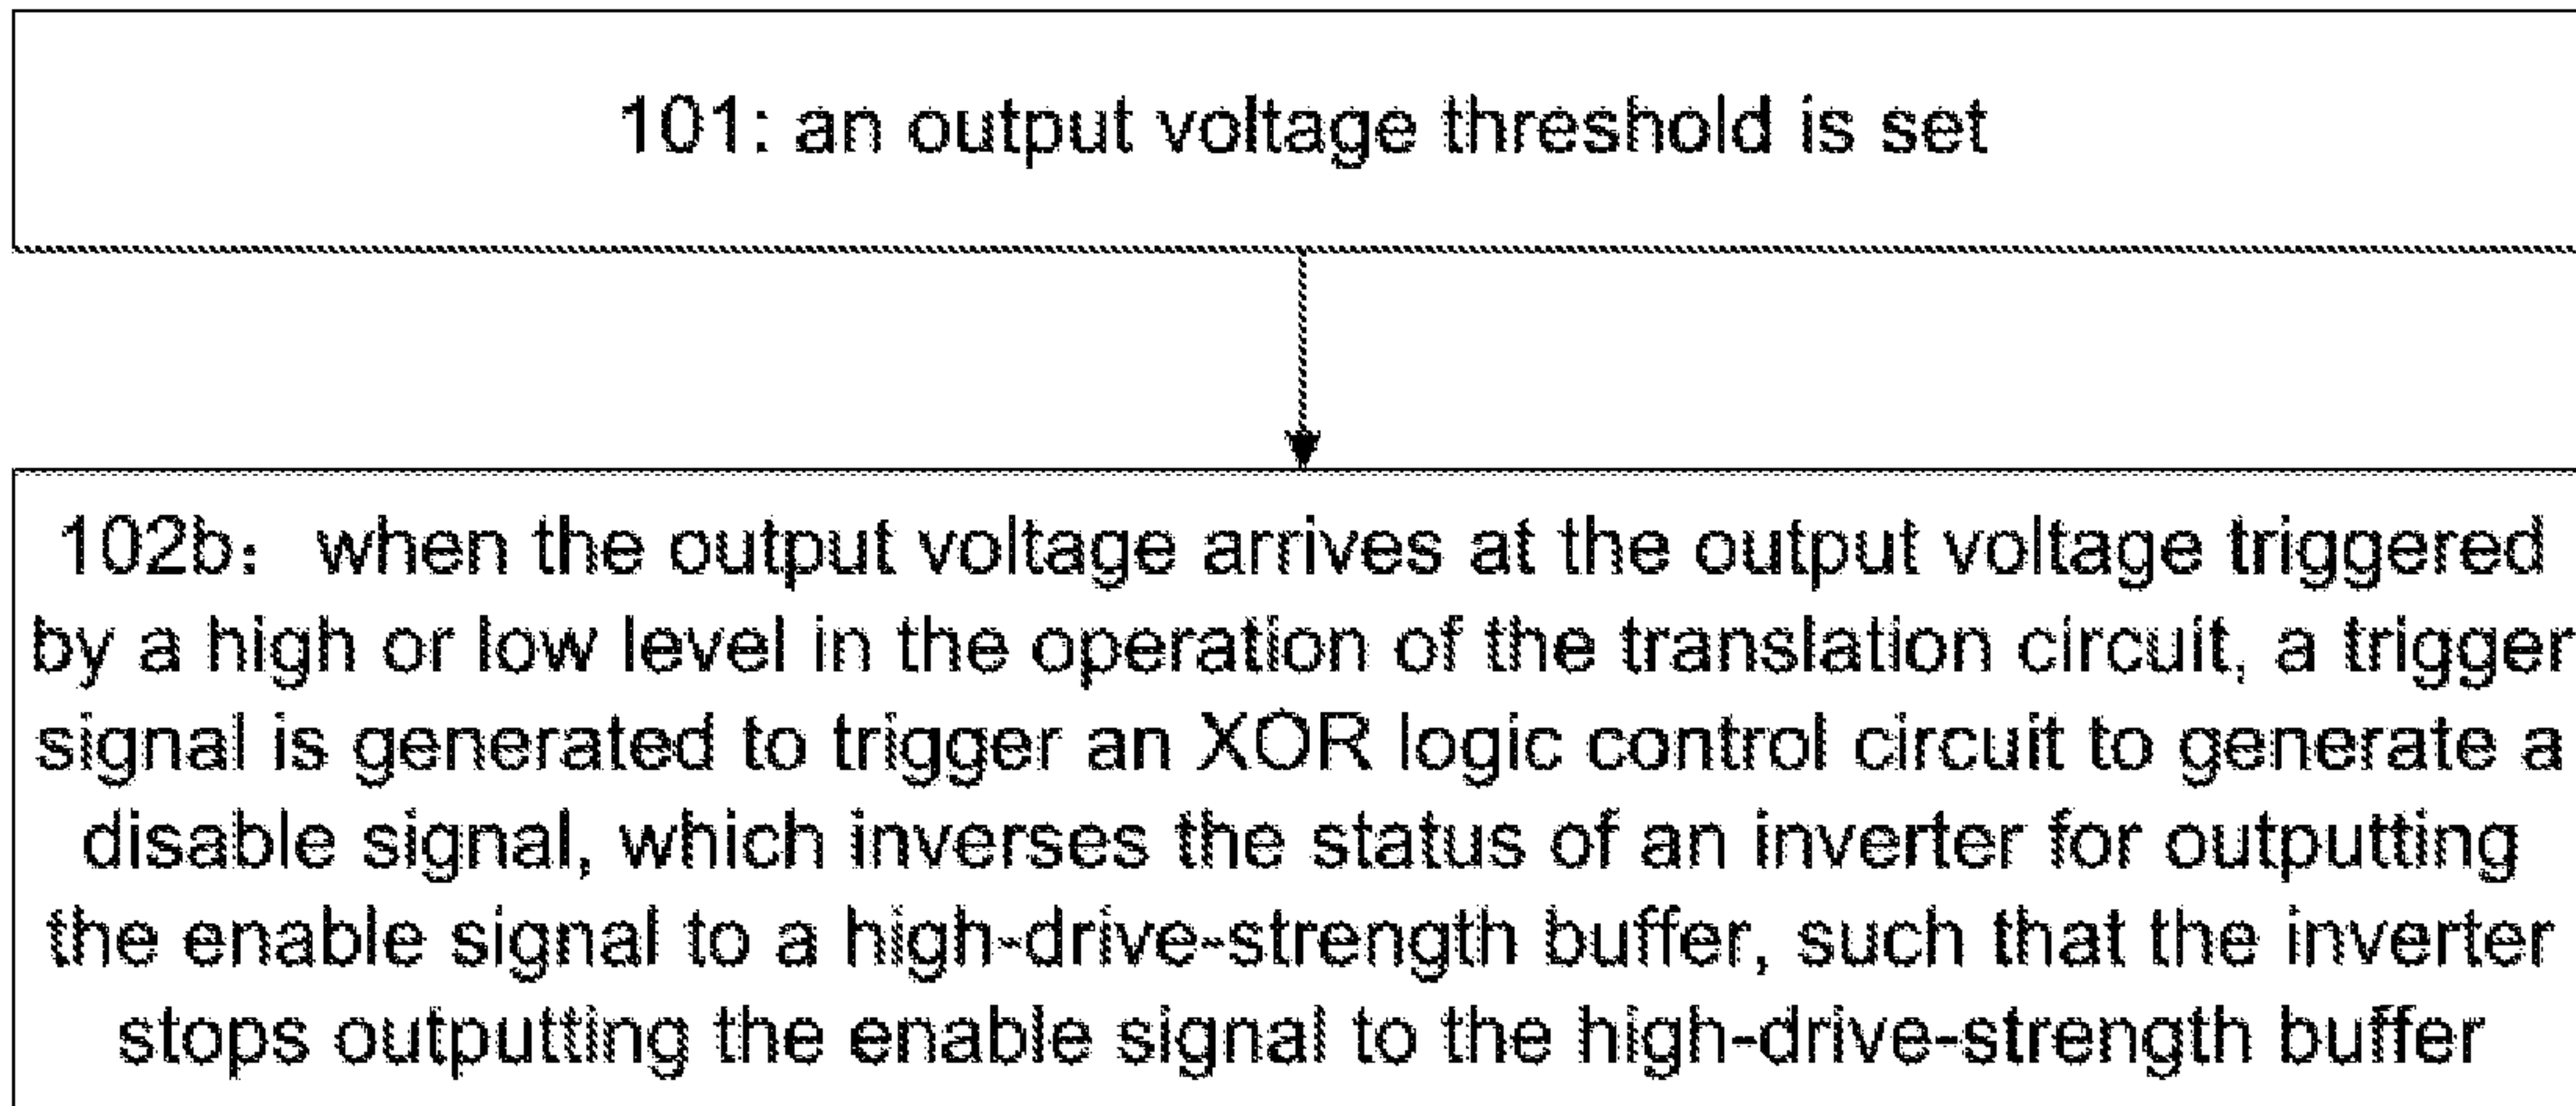 101: an output voltage threshold is set
102b: when the output voltage arrives at the output voltage triggered
by a high or low level in the operation of the translation circuit, a trigger
signal is generated to trigger an XOR logic control circuit to generate a
disable signal, which inverses the status of an inverter for outputting
the enable signal to a high-drive-strength buffer, such that the inverter
stops outputting the enable signal to the high-drive-strength buffer